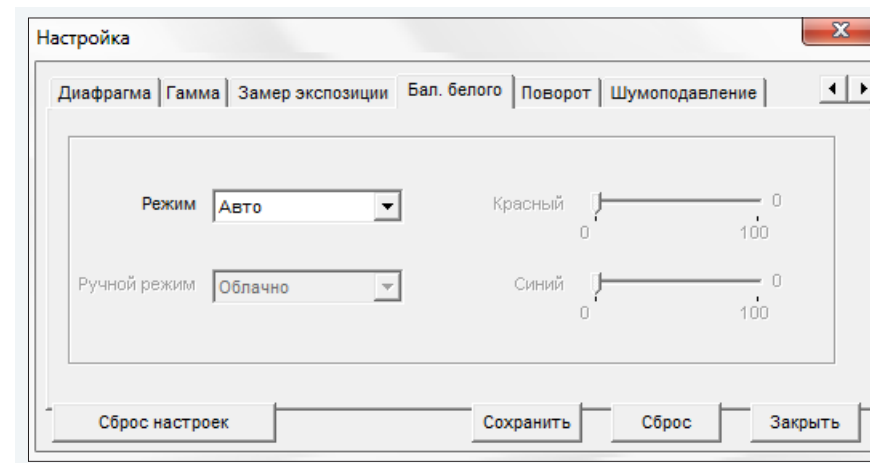 Настройка
Диафрагма Гамма Замер экспозиции Бал. белого Поворот Шумоподавление
Режим Авто Красный 0
0 100
Ручной режим Облачно Синий 0
0 100
Сброс настроек Сохранить Сброс Закрыть